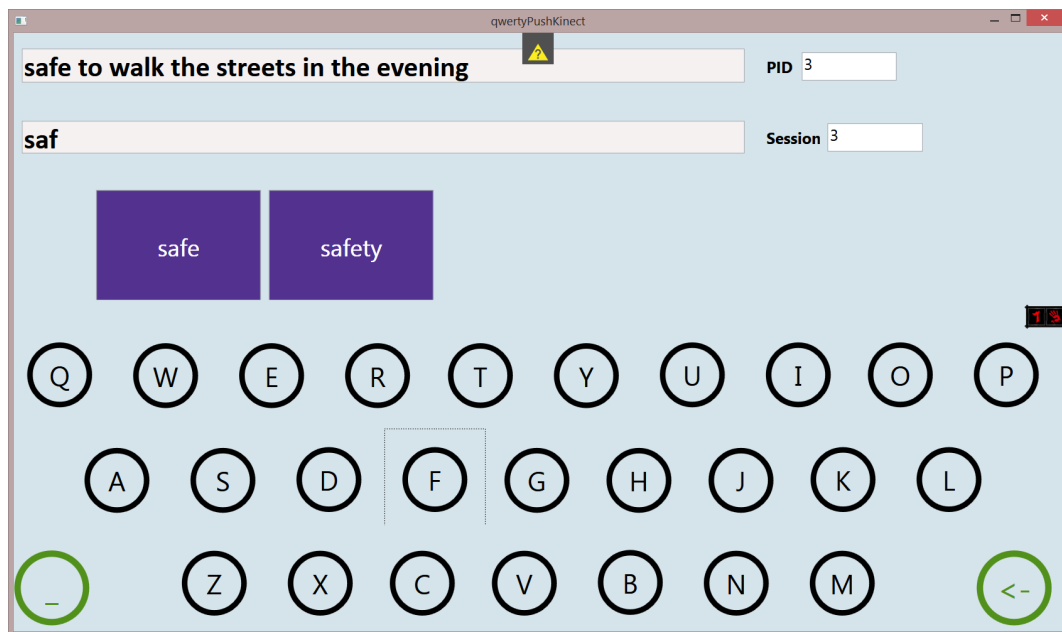 qwertyPushKinect
?
safe to walk the streets in the evening
PID 3
saf
Session 3
safe safety
Q W E R T Y U I O P
A S D F G H J K L
_ Z X C V B N M <-